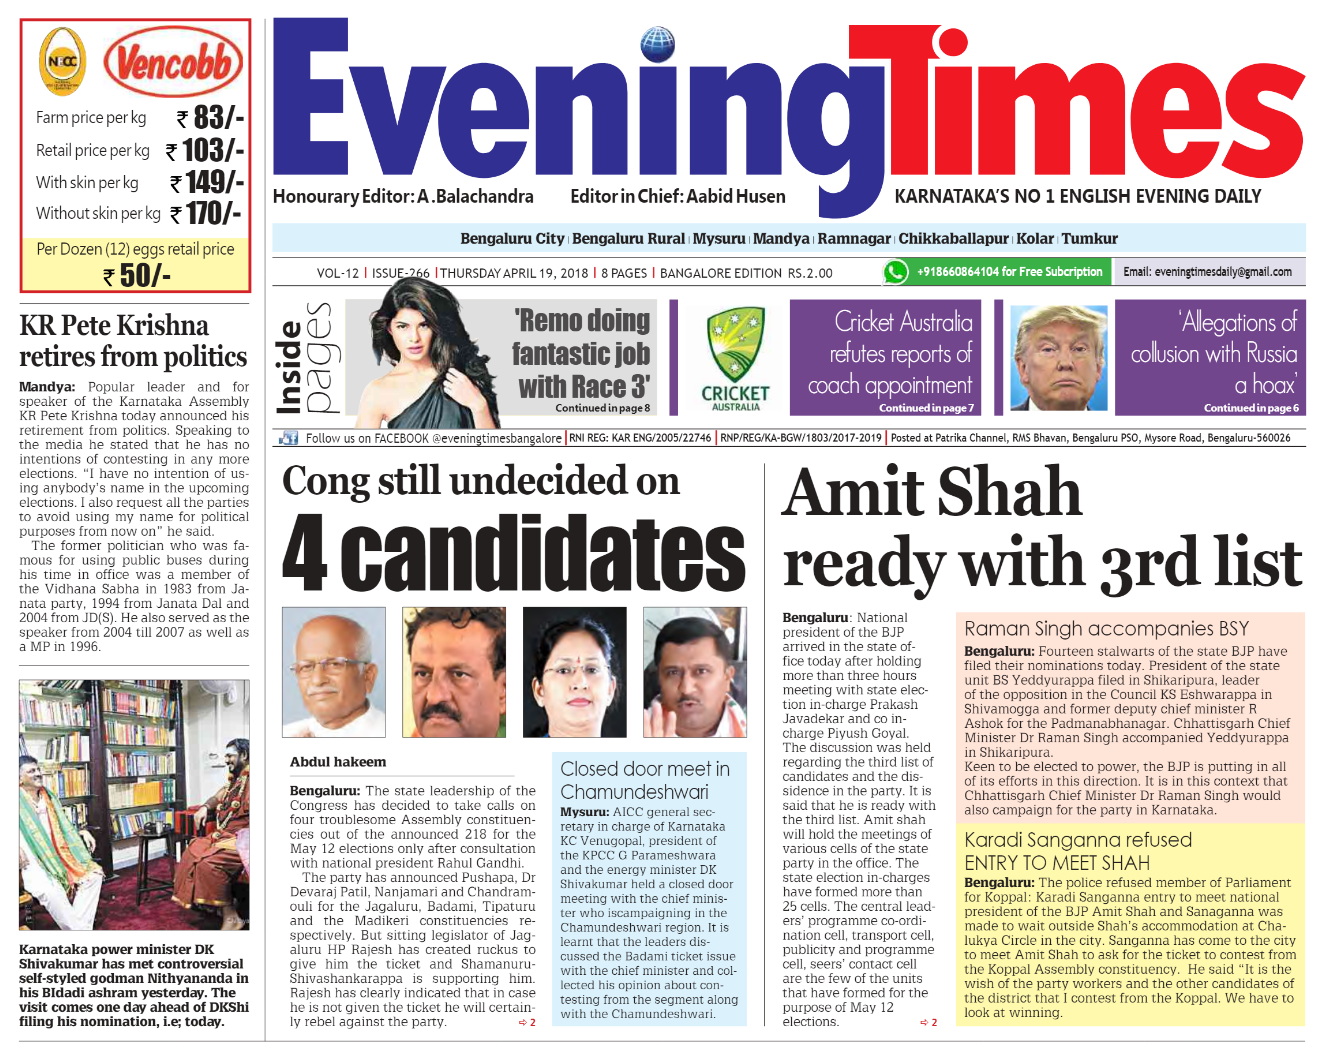 NECC
Vencobb
Farm price per kg ₹ 83/-
Retail price per kg ₹ 103/-
With skin per kg ₹ 149/-
Without skin per kg ₹ 170/-
Per Dozen (12) eggs retail price
₹ 50/-
EveningTimes
Honourary Editor: A .Balachandra Editor in Chief: Aabid Husen KARNATAKA'S NO 1 ENGLISH EVENING DAILY
Bengaluru City | Bengaluru Rural | Mysuru | Mandya | Ramnagar | Chikkaballapur | Kolar | Tumkur
VOL-12 | ISSUE-266 | THURSDAY APRIL 19, 2018 | 8 PAGES | BANGALORE EDITION RS.2.00
+918660864104 for Free Subcription
Email: eveningtimesdaily@gmail.com
Inside
pages
'Remo doing
fantastic job
with Race 3'
Continued in page 8
CRICKET
AUSTRALIA
Cricket Australia
refutes reports of
coach appointment
Continued in page 7
'Allegations of
collusion with Russia
a hoax'
Continued in page 6
Follow us on FACEBOOK @eveningtimesbangalore | RNI REG: KAR ENG/2005/22746 | RNP/REG/KA-BGW/1803/2017-2019 | Posted at Patrika Channel, RMS Bhavan, Bengaluru PSO, Mysore Road, Bengaluru-560026
KR Pete Krishna
retires from politics
Mandya: Popular leader and for
speaker of the Karnataka Assembly
KR Pete Krishna today announced his
retirement from politics. Speaking to
the media he stated that he has no
intentions of contesting in any more
elections. “I have no intention of us-
ing anybody's name in the upcoming
elections. I also request all the parties
to avoid using my name for political
purposes from now on” he said.
The former politician who was fa-
mous for using public buses during
his time in office was a member of
the Vidhana Sabha in 1983 from Ja-
nata party, 1994 from Janata Dal and
2004 from JD(S). He also served as the
speaker from 2004 till 2007 as well as
a MP in 1996.
Karnataka power minister DK
Shivakumar has met controversial
self-styled godman Nithyananda in
his BIdadi ashram yesterday. The
visit comes one day ahead of DKShi
filing his nomination, i.e; today.
Cong still undecided on
4 candidates
Abdul hakeem
Bengaluru: The state leadership of the
Congress has decided to take calls on
four troublesome Assembly constituen-
cies out of the announced 218 for the
May 12 elections only after consultation
with national president Rahul Gandhi.
The party has announced Pushapa, Dr
Devaraj Patil, Nanjamari and Chandram-
ouli for the Jagaluru, Badami, Tipaturu
and the Madikeri constituencies re-
spectively. But sitting legislator of Jag-
aluru HP Rajesh has created ruckus to
give him the ticket and Shamanuru-
Shivashankarappa is supporting him.
Rajesh has clearly indicated that in case
he is not given the ticket he will certain-
ly rebel against the party. ⇨ 2
Closed door meet in
Chamundeshwari
Mysuru: AICC general sec-
retary in charge of Karnataka
KC Venugopal, president of
the KPCC G Parameshwara
and the energy minister DK
Shivakumar held a closed door
meeting with the chief minis-
ter who iscampaigning in the
Chamundeshwari region. It is
learnt that the leaders dis-
cussed the Badami ticket issue
with the chief minister and col-
lected his opinion about con-
testing from the segment along
with the Chamundeshwari.
Amit Shah
ready with 3rd list
Bengaluru: National
president of the BJP
arrived in the state of-
fice today after holding
more than three hours
meeting with state elec-
tion in-charge Prakash
Javadekar and co in-
charge Piyush Goyal.
The discussion was held
regarding the third list of
candidates and the dis-
sidence in the party. It is
said that he is ready with
the third list. Amit shah
will hold the meetings of
various cells of the state
party in the office. The
state election in-charges
have formed more than
25 cells. The central lead-
ers' programme co-ordi-
nation cell, transport cell,
publicity and programme
cell, seers' contact cell
are the few of the units
that have formed for the
purpose of May 12
elections. ⇨ 2
Raman Singh accompanies BSY
Bengaluru: Fourteen stalwarts of the state BJP have
filed their nominations today. President of the state
unit BS Yeddyurappa filed in Shikaripura, leader
of the opposition in the Council KS Eshwarappa in
Shivamogga and former deputy chief minister R
Ashok for the Padmanabhanagar. Chhattisgarh Chief
Minister Dr Raman Singh accompanied Yeddyurappa
in Shikaripura.
Keen to be elected to power, the BJP is putting in all
of its efforts in this direction. It is in this context that
Chhattisgarh Chief Minister Dr Raman Singh would
also campaign for the party in Karnataka.
Karadi Sanganna refused
ENTRY TO MEET SHAH
Bengaluru: The police refused member of Parliament
for Koppal: Karadi Sanganna entry to meet national
president of the BJP Amit Shah and Sanaganna was
made to wait outside Shah's accommodation at Cha-
lukya Circle in the city. Sanganna has come to the city
to meet Amit Shah to ask for the ticket to contest from
the Koppal Assembly constituency. He said “It is the
wish of the party workers and the other candidates of
the district that I contest from the Koppal. We have to
look at winning.